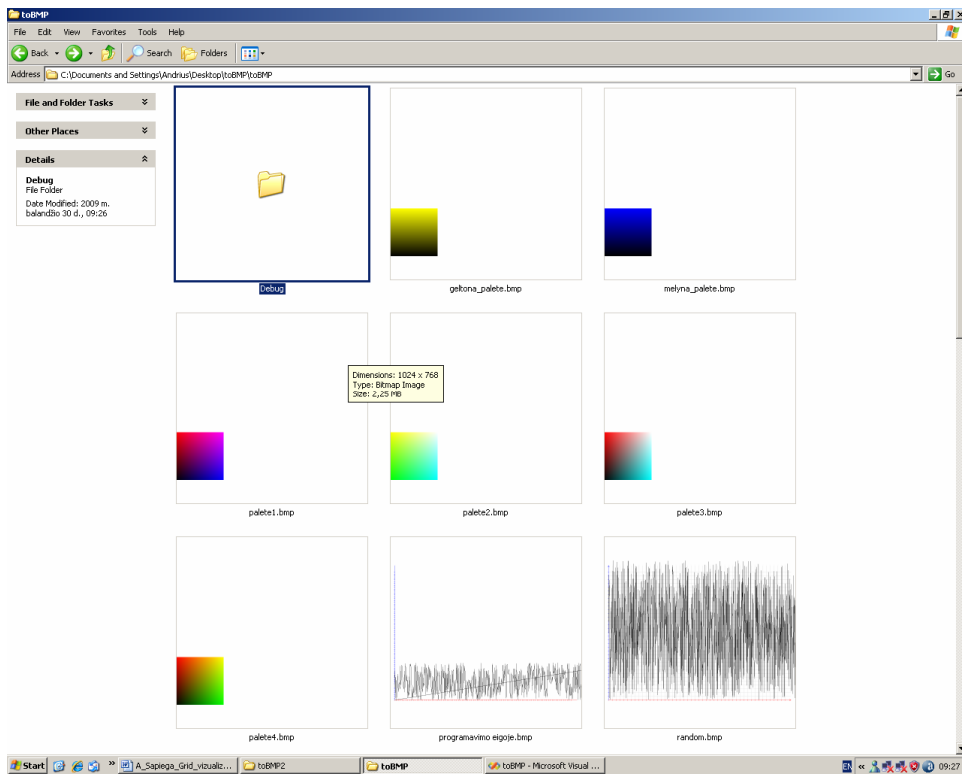 toBMP
File Edit View Favorites Tools Help
Back Search Folders
Address C:\Documents and Settings\Andrius\Desktop\toBMP\toBMP Go
File and Folder Tasks
Other Places
Details
Debug
File Folder
Date Modified: 2009 m.
balandžio 30 d., 09:26
Debug
geltona_palete.bmp
melyna_palete.bmp
Dimensions: 1024 x 768
Type: Bitmap Image
Size: 2,25 MB
palete1.bmp
palete2.bmp
palete3.bmp
palete4.bmp
programavimo eigoje.bmp
random.bmp
Start » A_Sapiega_Grid_vizualiz... toBMP2 toBMP toBMP - Microsoft Visual ... EN « 09:27